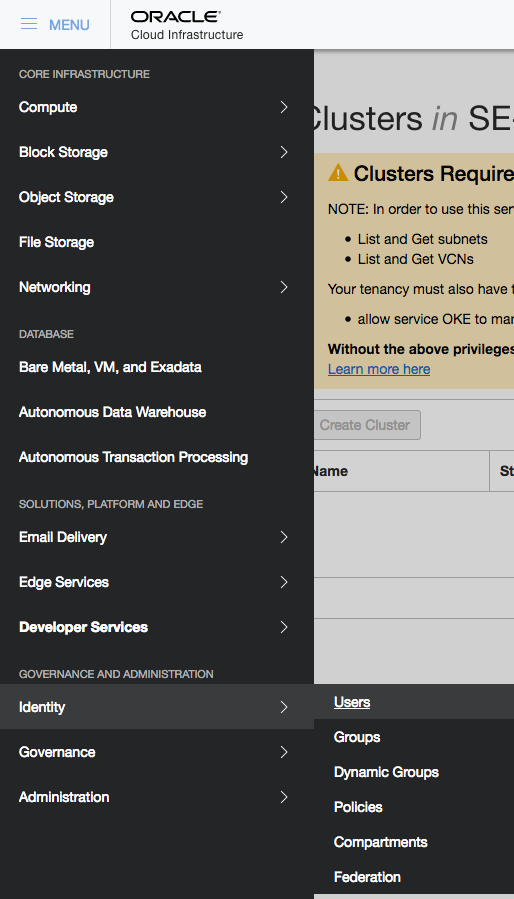 MENU
ORACLE
Cloud Infrastructure
CORE INFRASTRUCTURE
Compute
Block Storage
Object Storage
File Storage
Networking
DATABASE
Bare Metal, VM, and Exadata
Autonomous Data Warehouse
Autonomous Transaction Processing
SOLUTIONS, PLATFORM AND EDGE
Email Delivery
Edge Services
Developer Services
GOVERNANCE AND ADMINISTRATION
Identity
Governance
Administration
Users
Groups
Dynamic Groups
Policies
Compartments
Federation
Clusters in SE-
Clusters Require
NOTE: In order to use this ser
• List and Get subnets
• List and Get VCNs
Your tenancy must also have t
• allow service OKE to ma
Without the above privileges
Learn more here
Create Cluster
Name
St